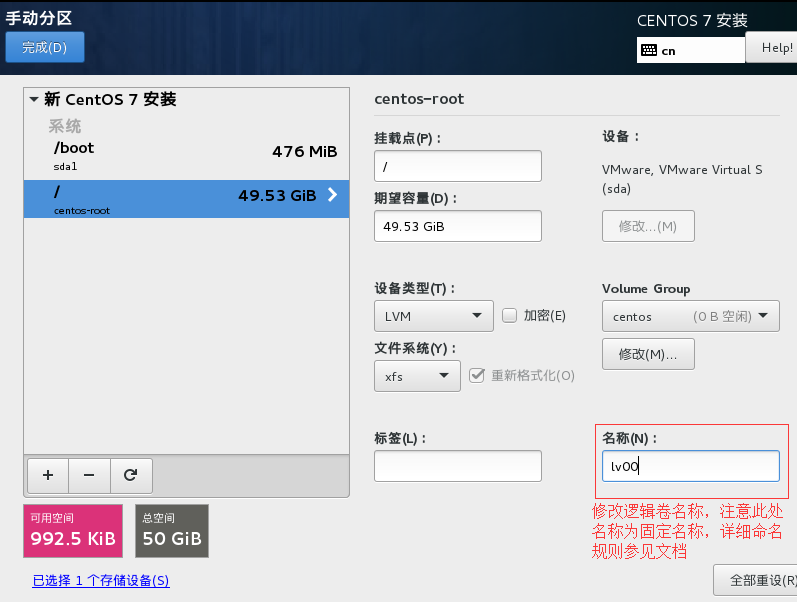 手动分区
CENTOS 7 安装
完成(D)
cn
Help!
新 CentOS 7 安装
系统
/boot
476 MiB
sda1
/
49.53 GiB
centos-root
centos-root
挂载点(P)：
/
期望容量(D)：
49.53 GiB
设备：
VMware, VMware Virtual S
(sda)
修改...(M)
设备类型(T)：
LVM
加密(E)
Volume Group
centos (0 B 空闲)
文件系统(Y)：
xfs
重新格式化(O)
修改(M)...
标签(L)：
名称(N)：
lv00
修改逻辑卷名称，注意此处
名称为固定名称，详细命名
规则参见文档
+ −
可用空间
992.5 KiB
总空间
50 GiB
已选择 1 个存储设备(S)
全部重设(R)